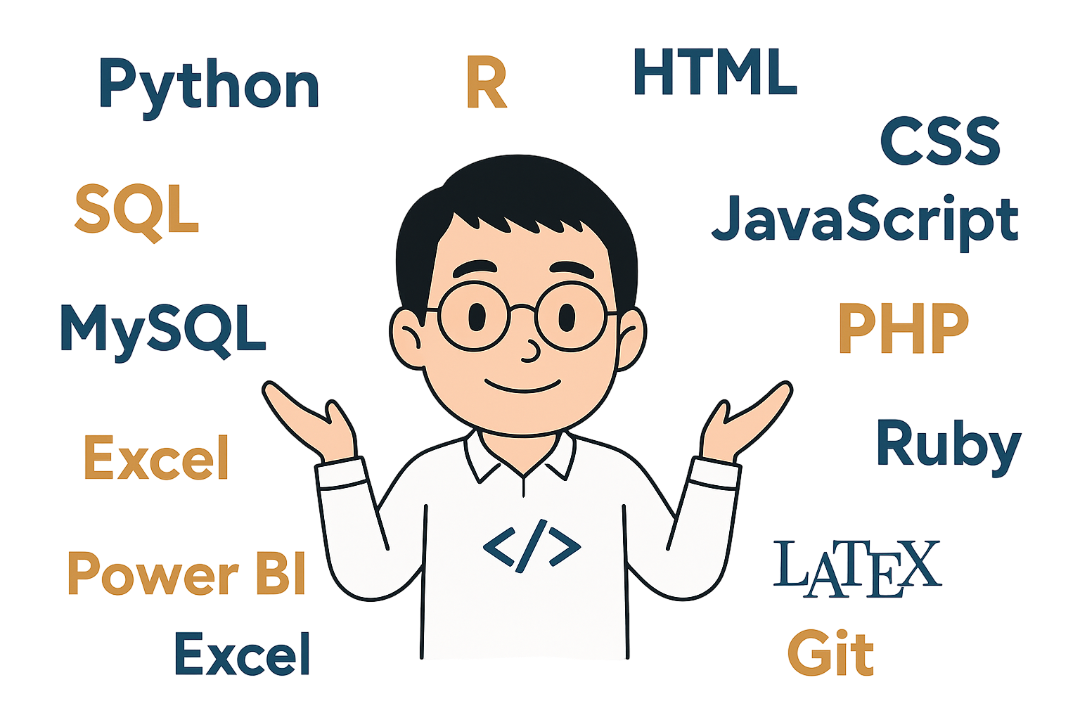 Python
R
HTML
CSS
SQL
JavaScript
MySQL
PHP
Excel
Ruby
</>
Power BI
LATEX
Excel
Git